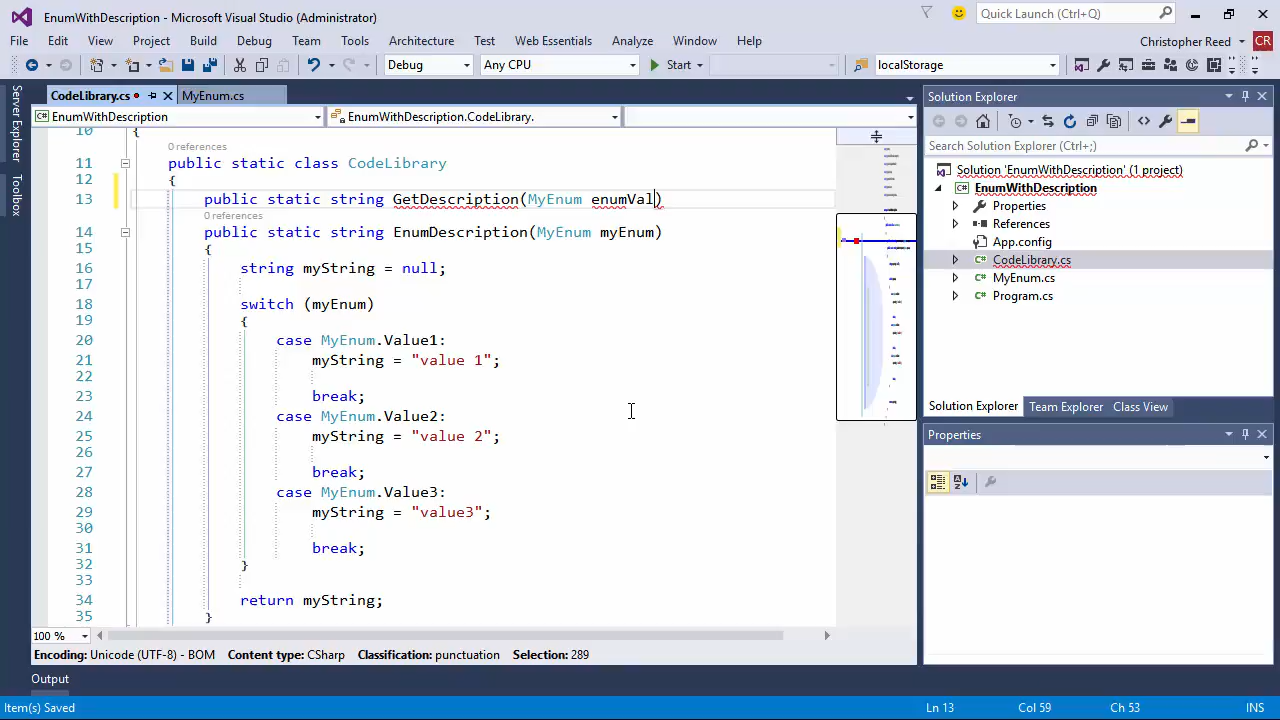 EnumWithDescription - Microsoft Visual Studio (Administrator)
Quick Launch (Ctrl+Q)
File Edit View Project Build Debug Team Tools Architecture Test Web Essentials Analyze Window Help
Christopher Reed CR
Debug Any CPU Start localStorage
CodeLibrary.cs MyEnum.cs
EnumWithDescription EnumWithDescription.CodeLibrary.
Server Explorer
Toolbox
10 {
0 references
11 public static class CodeLibrary
12 {
13 public static string GetDescription(MyEnum enumVal)
0 references
14 public static string EnumDescription(MyEnum myEnum)
15 {
16 string myString = null;
17
18 switch (myEnum)
19 {
20 case MyEnum.Value1:
21 myString = "value 1";
22
23 break;
24 case MyEnum.Value2:
25 myString = "value 2";
26
27 break;
28 case MyEnum.Value3:
29 myString = "value3";
30
31 break;
32 }
33
34 return myString;
35 }
100 %
Encoding: Unicode (UTF-8) - BOM Content type: CSharp Classification: punctuation Selection: 289
Output
Solution Explorer
Search Solution Explorer (Ctrl+;)
Solution 'EnumWithDescription' (1 project)
EnumWithDescription
Properties
References
App.config
CodeLibrary.cs
MyEnum.cs
Program.cs
Solution Explorer Team Explorer Class View
Properties
Item(s) Saved Ln 13 Col 59 Ch 53 INS